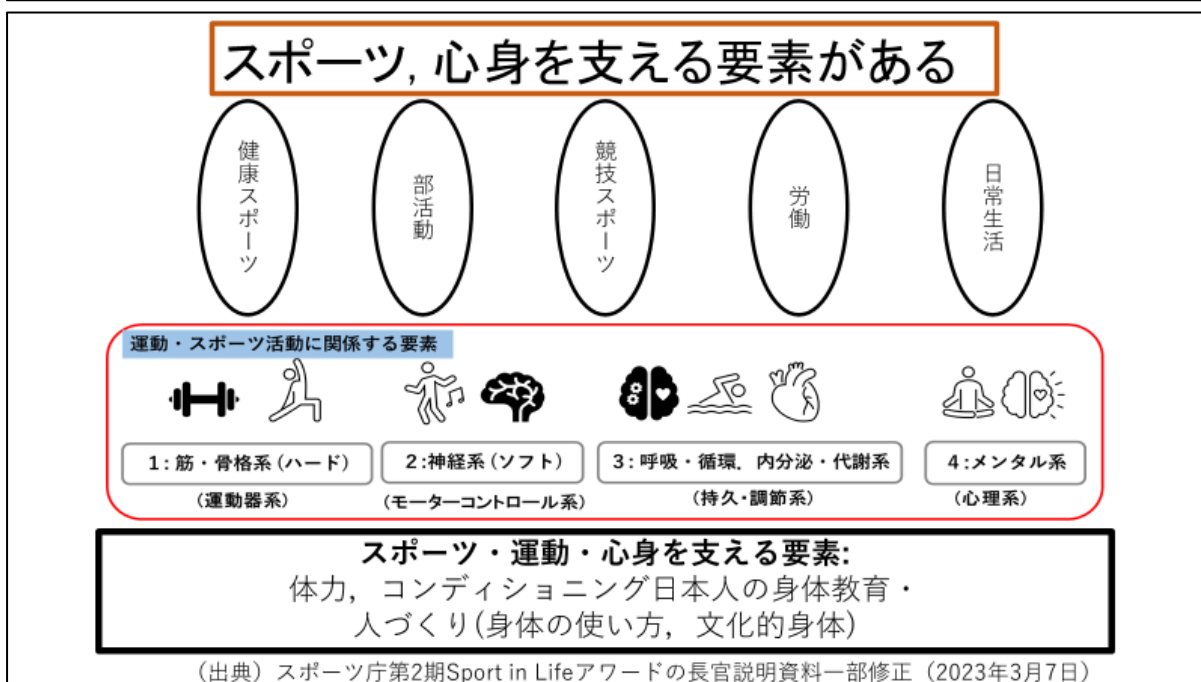 スポーツ, 心身を支える要素がある
健康スポーツ
部活動
競技スポーツ
労働
日常生活
運動・スポーツ活動に関係する要素
1：筋・骨格系（ハード）
2：神経系（ソフト）
3：呼吸・循環．内分泌・代謝系
4：メンタル系
（運動器系）
（モーターコントロール系）
（持久・調節系）
（心理系）
スポーツ・運動・心身を支える要素:
体力，コンディショニング日本人の身体教育・
人づくり(身体の使い方，文化的身体)
（出典）スポーツ庁第2期Sport in Lifeアワードの長官説明資料一部修正（2023年3月7日）